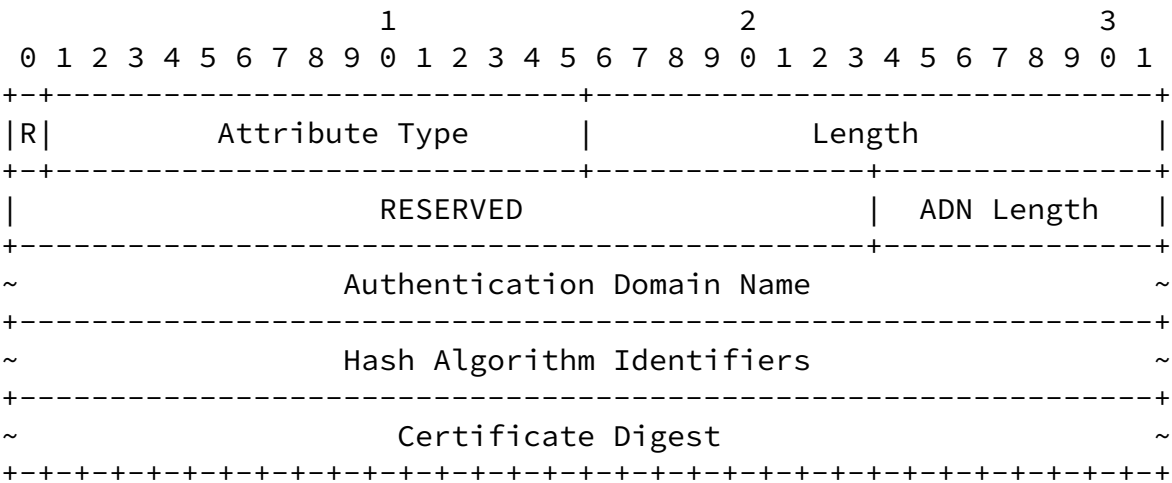 1                   2                   3
 0 1 2 3 4 5 6 7 8 9 0 1 2 3 4 5 6 7 8 9 0 1 2 3 4 5 6 7 8 9 0 1
+-+-----------------------------+-------------------------------+
|R|         Attribute Type      |            Length             |
+-+-----------------------------+---------------+---------------+
|                    RESERVED                   |  ADN Length   |
+-----------------------------------------------+---------------+
~                  Authentication Domain Name                   ~
+---------------------------------------------------------------+
~                  Hash Algorithm Identifiers                   ~
+---------------------------------------------------------------+
~                     Certificate Digest                        ~
+-+-+-+-+-+-+-+-+-+-+-+-+-+-+-+-+-+-+-+-+-+-+-+-+-+-+-+-+-+-+-+-+